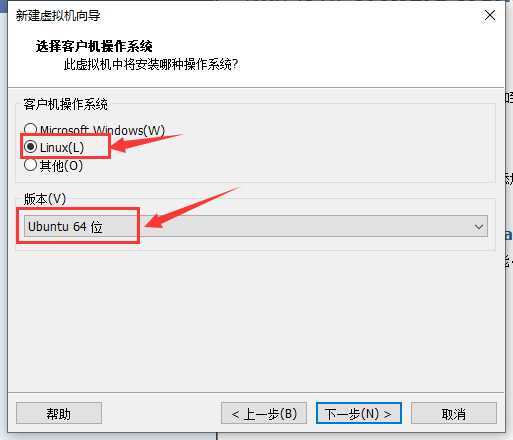 新建虚拟机向导
选择客户机操作系统
此虚拟机中将安装哪种操作系统?
客户机操作系统
Microsoft Windows(W)
Linux(L)
其他(O)
版本(V)
Ubuntu 64 位
帮助
< 上一步(B)
下一步(N) >
取消